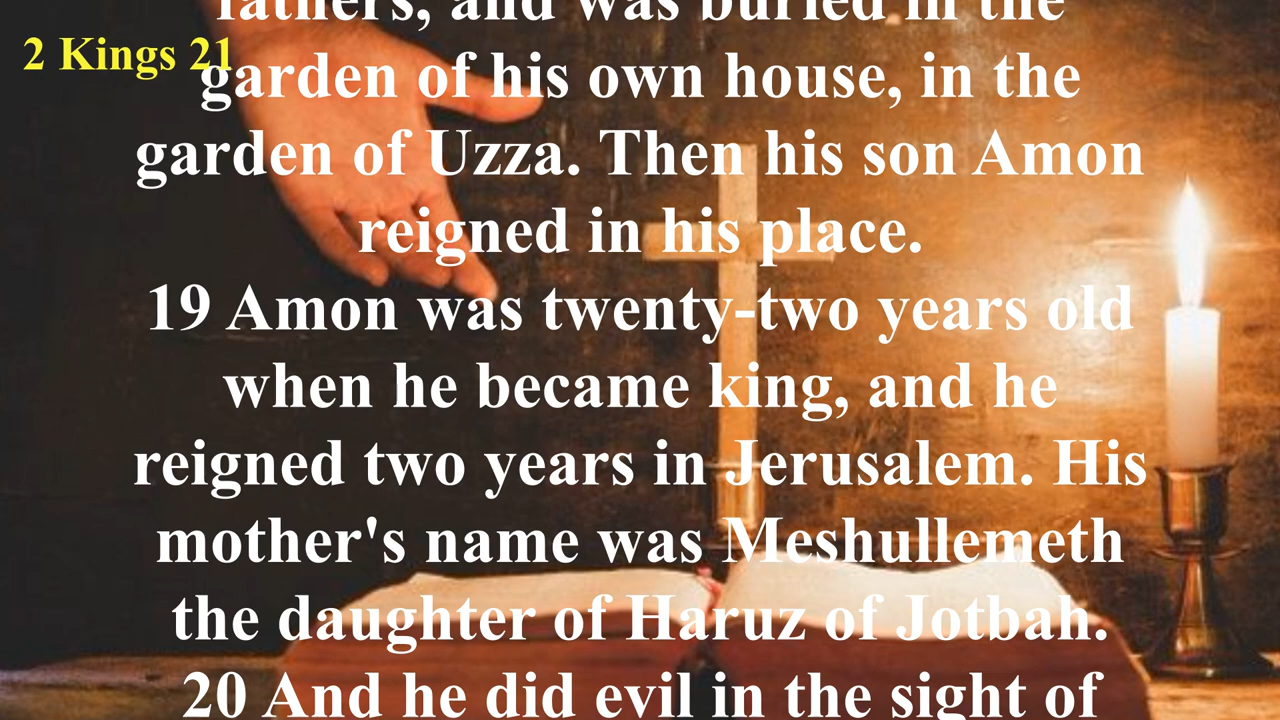 fathers, and was buried in the
2 Kings 21
garden of his own house, in the
garden of Uzza. Then his son Amon
reigned in his place.
19 Amon was twenty-two years old
when he became king, and he
reigned two years in Jerusalem. His
mother's name was Meshullemeth
the daughter of Haruz of Jotbah.
20 And he did evil in the sight of